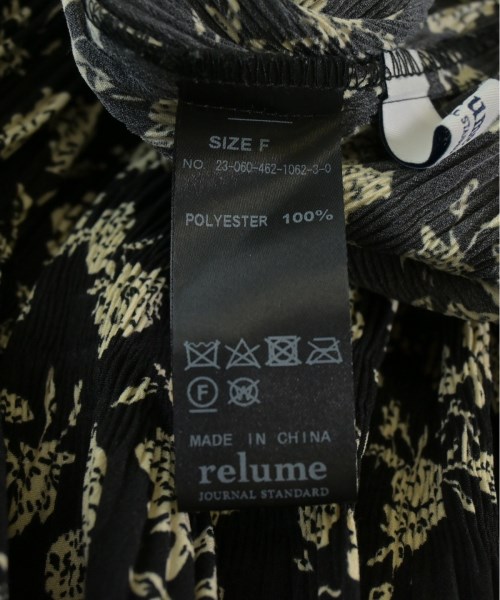 SIZE F
NO. 23-060-462-1062-3-0
POLYESTER 100%
F
W
MADE IN CHINA
relume
JOURNAL STANDARD